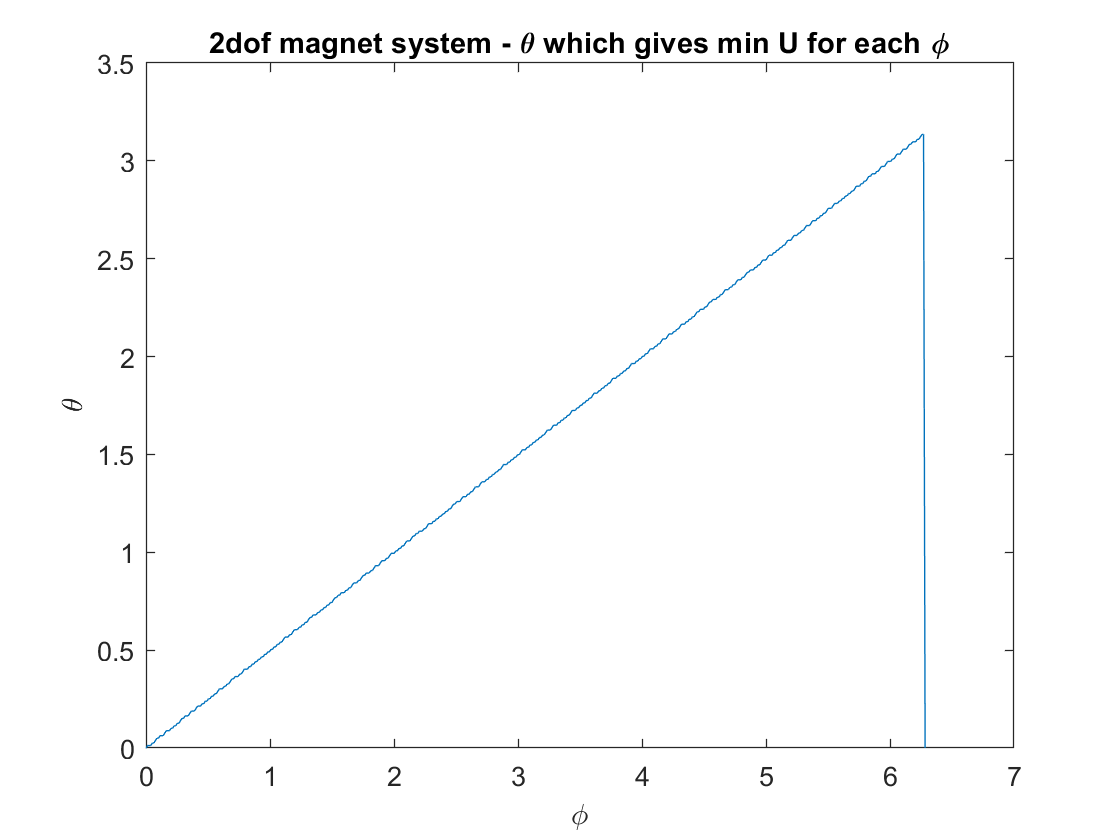 2dof magnet system - θ which gives min U for each ϕ
3.5
3
2.5
2
1.5
1
0.5
0
θ
0 1 2 3 4 5 6 7
ϕ